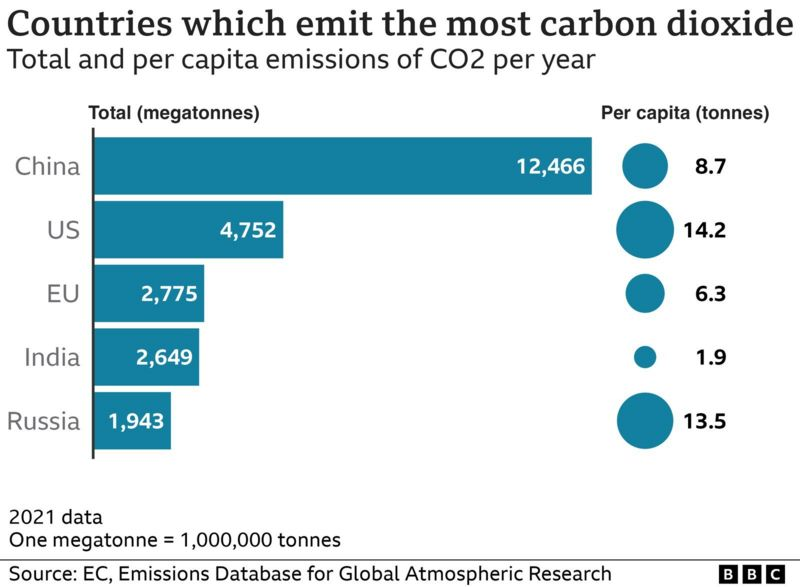 Countries which emit the most carbon dioxide
Total and per capita emissions of CO2 per year
Total (megatonnes) Per capita (tonnes)
China 12,466 8.7
US 4,752 14.2
EU 2,775 6.3
India 2,649 1.9
Russia 1,943 13.5
2021 data
One megatonne = 1,000,000 tonnes
Source: EC, Emissions Database for Global Atmospheric Research BBC